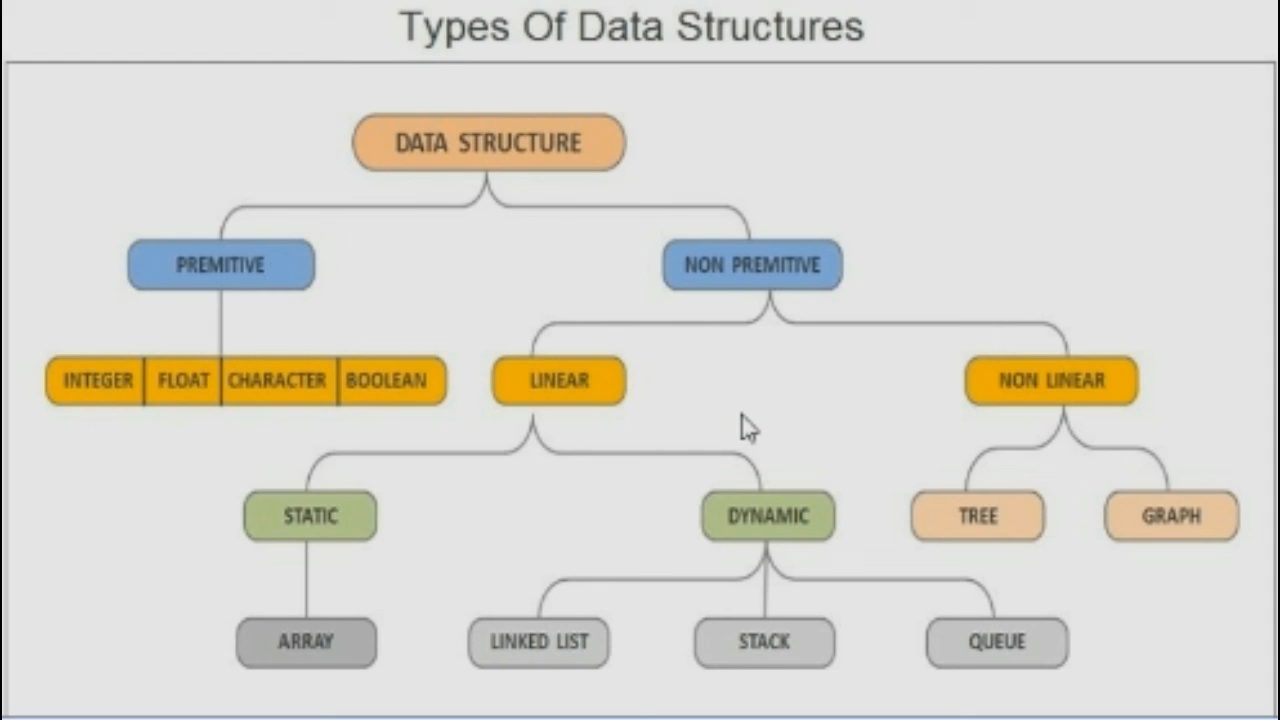 Types Of Data Structures
DATA STRUCTURE
PREMITIVE
NON PREMITIVE
INTEGER
FLOAT
CHARACTER
BOOLEAN
LINEAR
NON LINEAR
STATIC
DYNAMIC
TREE
GRAPH
ARRAY
LINKED LIST
STACK
QUEUE